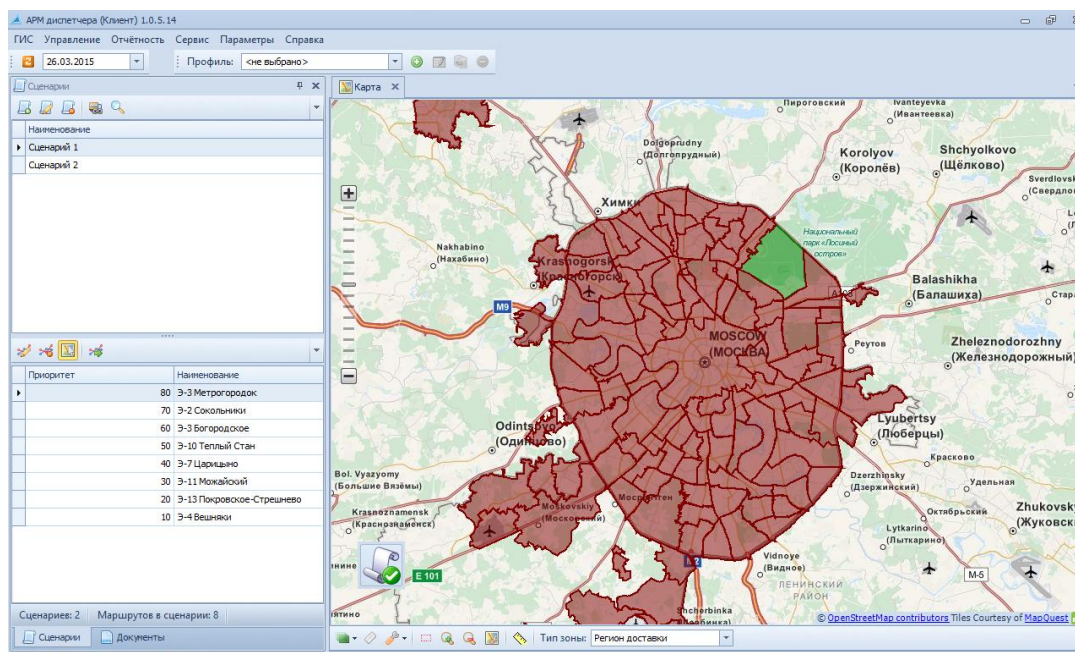 АРМ диспетчера (Клиент) 1.0.5.14
ГИС Управление Отчётность Сервис Параметры Справка
26.03.2015 Профиль: <не выбрано>
Сценарии
Карта
Наименование
Сценарий 1
Сценарий 2
Приоритет Наименование
80 Э-3 Метрогородок
70 Э-2 Сокольники
60 Э-3 Богородское
50 Э-10 Теплый Стан
40 Э-7 Царицыно
30 Э-11 Можайский
20 Э-13 Покровское-Стрешнево
10 Э-4 Вешняки
Сценариев: 2 Маршрутов в сценарии: 8
Сценарии Документы
Пироговский
Ivanteyevka
(Ивантеевка)
Dolgoprudny
(Долгопрудный)
Korolyov
(Королёв)
Shchyolkovo
(Щёлково)
Химки
Национальный
парк «Лосиный
остров»
Nakhabino
(Нахабино)
Krasnogorsk
(Красногорск)
Balashikha
(Балашиха)
M9
MOSCOW
(МОСКВА)
Реутов
Zheleznodorozhny
(Железнодорожный)
Odintsovo
(Одинцово)
Lyubertsy
(Люберцы)
Красково
Bol. Vyazyomy
(Большие Вязёмы)
Dzerzhinsky
(Дзержинский)
Удельная
Krasnoznamensk
(Краснознаменск)
Moskovskiy
(Московский)
Октябрьский
Lytkarino
(Лыткарино)
E 101
Vidnoye
(Видное)
M-5
ЛЕНИНСКИЙ
РАЙОН
© OpenStreetMap contributors Tiles Courtesy of MapQuest
Тип зоны: Регион доставки